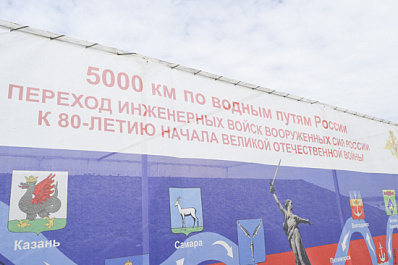 5000 км по водным путям России
ПЕРЕХОД ИНЖЕНЕРНЫХ ВОЙСК ВООРУЖЕННЫХ СИЛ РОССИИ
К 80-ЛЕТИЮ НАЧАЛА ВЕЛИКОЙ ОТЕЧЕСТВЕННОЙ ВОЙНЫ
Казань
Самара